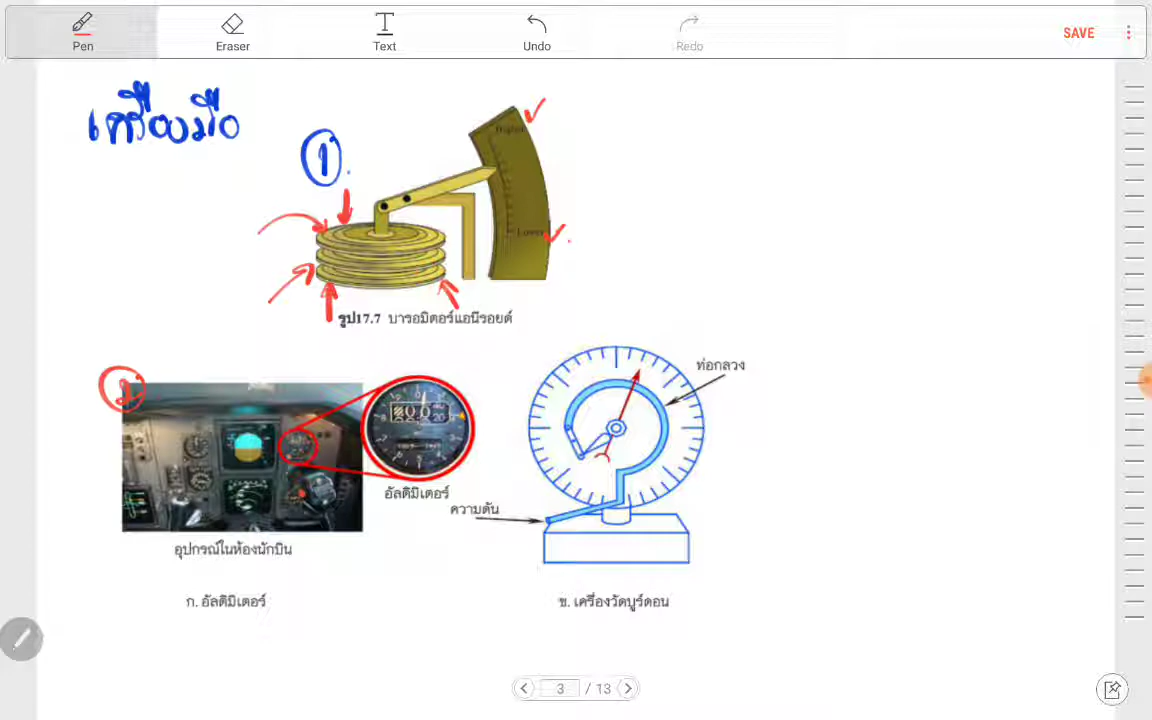 Pen
Eraser
Text
Undo
Redo
SAVE
เครื่องมือ
1
Higher
Lower
รูป17.7 บารอมิเตอร์แอนีรอยด์
2
ท่อกลวง
อัลติมิเตอร์
ความดัน
อุปกรณ์ในห้องนักบิน
ก. อัลติมิเตอร์
ข. เครื่องวัดบูร์ดอน
3 / 13